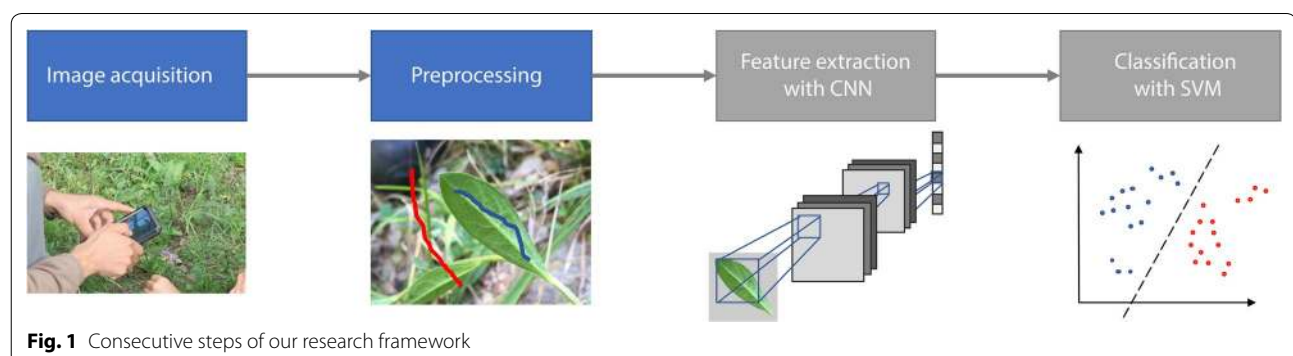 Image acquisition
Preprocessing
Feature extraction
with CNN
Classification
with SVM
Fig. 1 Consecutive steps of our research framework